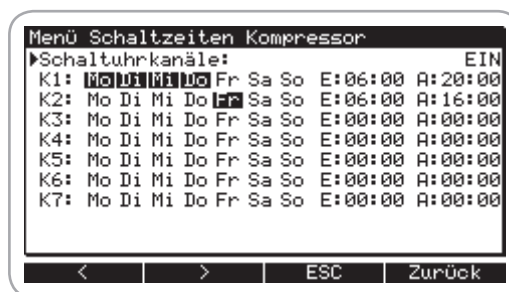 Menü Schaltzeiten Kompressor
▶Schaltuhrkanäle: EIN
K1: Mo Di Mi Do Fr Sa So E:06:00 A:20:00
K2: Mo Di Mi Do Fr Sa So E:06:00 A:16:00
K3: Mo Di Mi Do Fr Sa So E:00:00 A:00:00
K4: Mo Di Mi Do Fr Sa So E:00:00 A:00:00
K5: Mo Di Mi Do Fr Sa So E:00:00 A:00:00
K6: Mo Di Mi Do Fr Sa So E:00:00 A:00:00
K7: Mo Di Mi Do Fr Sa So E:00:00 A:00:00
< > ESC Zurück